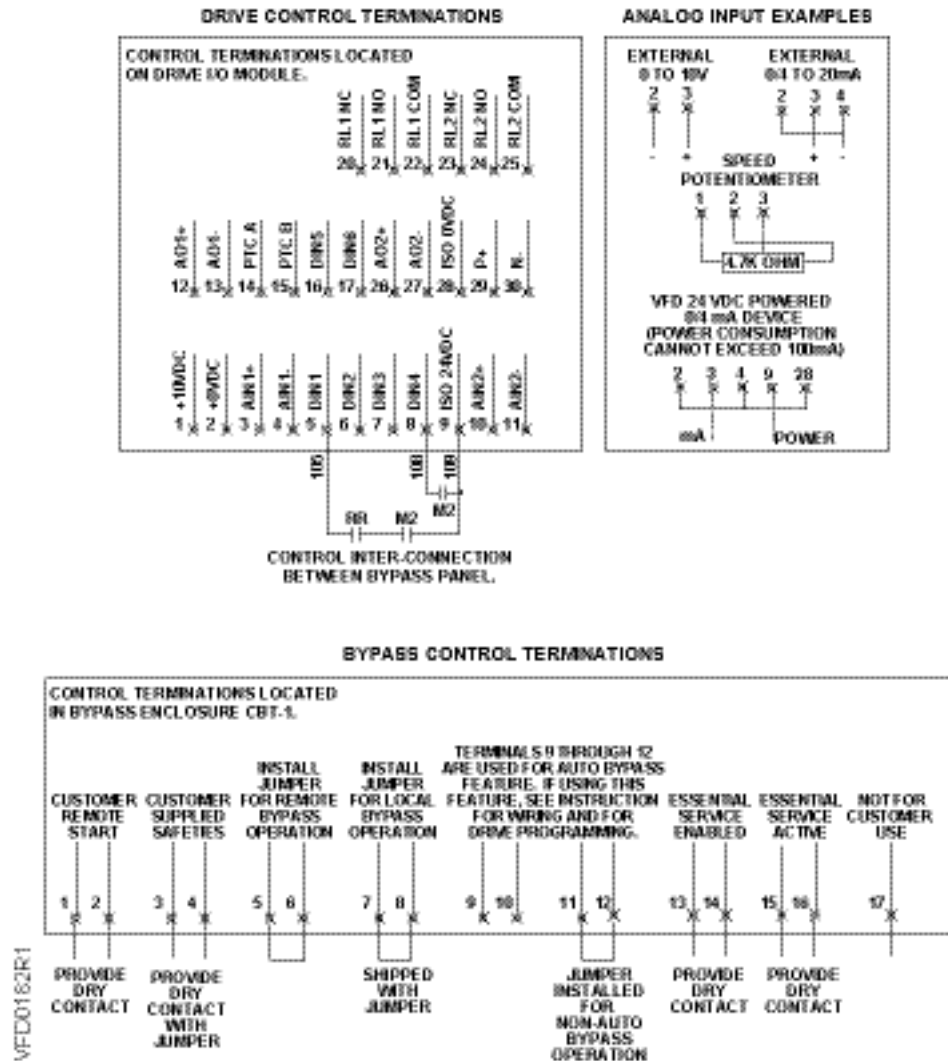 DRIVE CONTROL TERMINATIONS
CONTROL TERMINATIONS LOCATED
ON DRIVE I/O MODULE.
20 RL1 NC
21 RL1 NO
22 RL1 COM
23 RL2 NC
24 RL2 NO
25 RL2 COM
12 AO1+
13 AO1-
14 PTC A
15 PTC B
16 DIN5
17 DIN6
26 AO2+
27 AO2-
28 ISO 0VDC
29 P+
30 N-
1 +10VDC
2 +0VDC
3 AIN1+
4 AIN1-
5 DIN1
6 DIN2
7 DIN3
8 DIN4
9 ISO 24VDC
10 AIN2+
11 AIN2-
105
108
109
M2
RR M2
CONTROL INTER-CONNECTION
BETWEEN BYPASS PANEL.
ANALOG INPUT EXAMPLES
EXTERNAL
0 TO 10V
2 3
- +
EXTERNAL
0/4 TO 20mA
2 3 4
+ -
SPEED
POTENTIOMETER
1 2 3
4.7K OHM
VFD 24 VDC POWERED
0/4 mA DEVICE
(POWER CONSUMPTION
CANNOT EXCEED 100mA)
2 3 4 9 28
mA POWER
BYPASS CONTROL TERMINATIONS
CONTROL TERMINATIONS LOCATED
IN BYPASS ENCLOSURE CBT-1.
CUSTOMER
REMOTE
START
CUSTOMER
SUPPLIED
SAFETIES
INSTALL
JUMPER
FOR REMOTE
BYPASS
OPERATION
INSTALL
JUMPER
FOR LOCAL
BYPASS
OPERATION
TERMINALS 9 THROUGH 12
ARE USED FOR AUTO BYPASS
FEATURE. IF USING THIS
FEATURE, SEE INSTRUCTION
FOR WIRING AND FOR
DRIVE PROGRAMMING.
ESSENTIAL
SERVICE
ENABLED
ESSENTIAL
SERVICE
ACTIVE
NOT FOR
CUSTOMER
USE
1 2 3 4 5 6 7 8 9 10 11 12 13 14 15 16 17
PROVIDE
DRY
CONTACT
PROVIDE
DRY
CONTACT
WITH
JUMPER
SHIPPED
WITH
JUMPER
JUMPER
INSTALLED
FOR
NON-AUTO
BYPASS
OPERATION
PROVIDE
DRY
CONTACT
PROVIDE
DRY
CONTACT
VFD0162R1